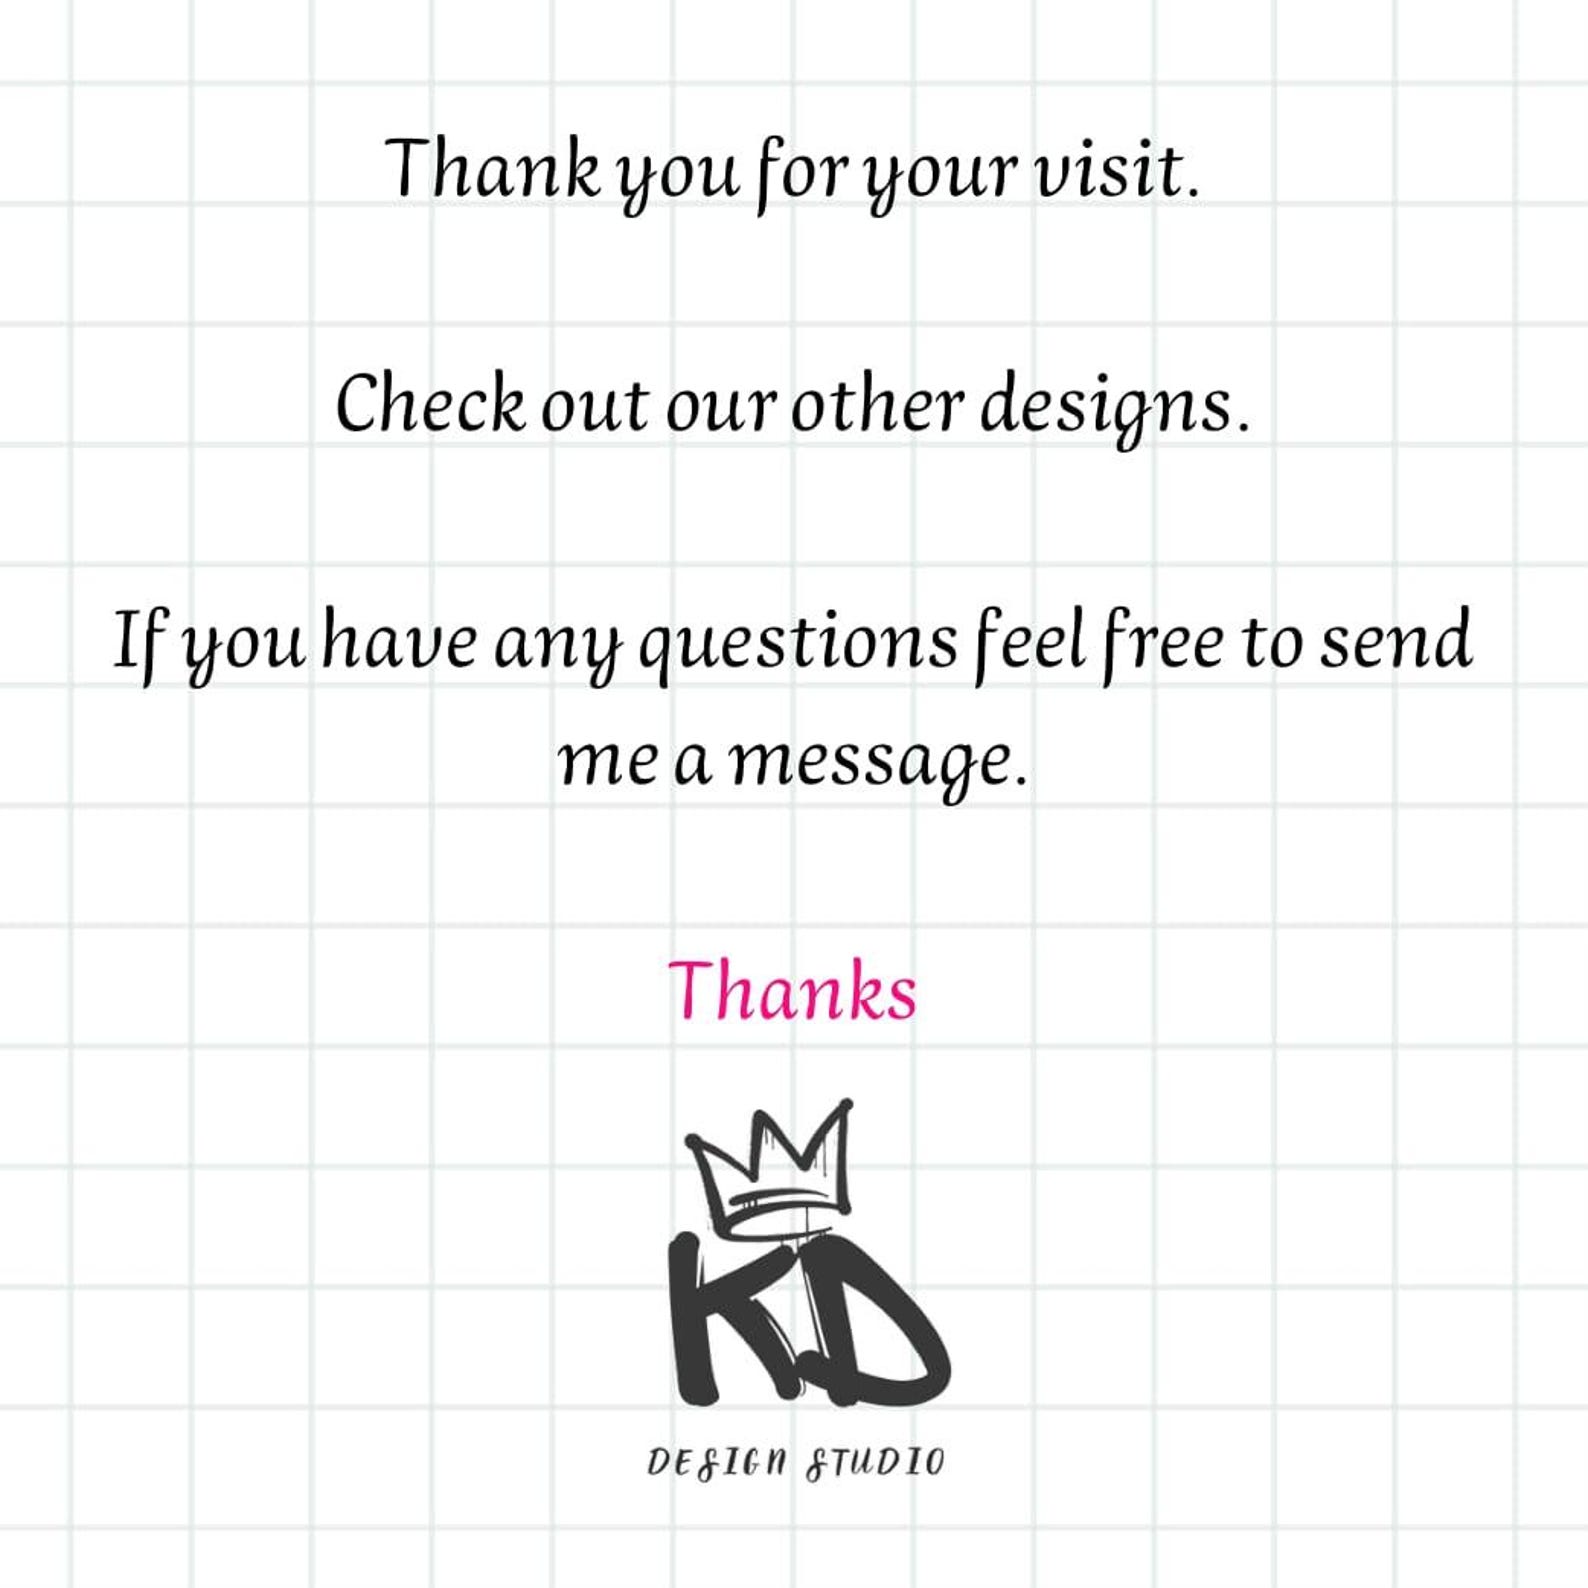 Thank you for your visit.
Check out our other designs.
If you have any questions feel free to send
me a message.
Thanks
KD
DESIGN STUDIO